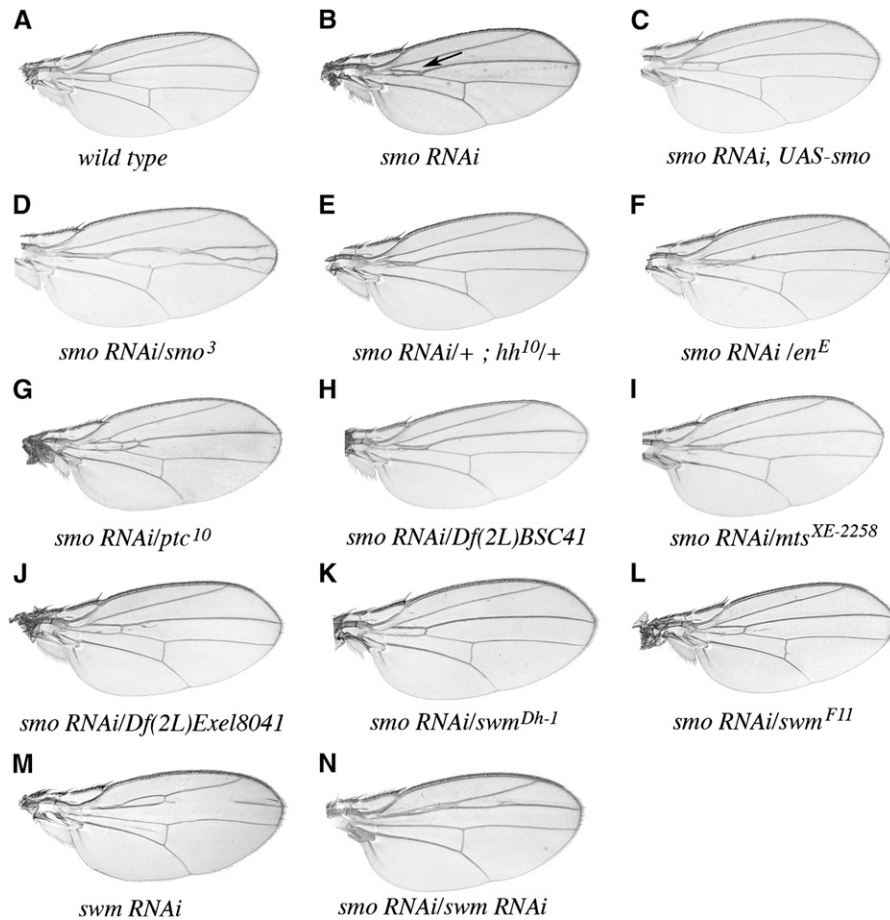 A
B
C
wild type
smo RNAi
smo RNAi, UAS-smo
D
E
F
smo RNAi/smo³
smo RNAi/+ ; hh¹⁰/+
smo RNAi /enᴱ
G
H
I
smo RNAi/ptc¹⁰
smo RNAi/Df(2L)BSC41
smo RNAi/mtsXE-2258
J
K
L
smo RNAi/Df(2L)Exel8041
smo RNAi/swmDh-1
smo RNAi/swmF11
M
N
swm RNAi
smo RNAi/swm RNAi